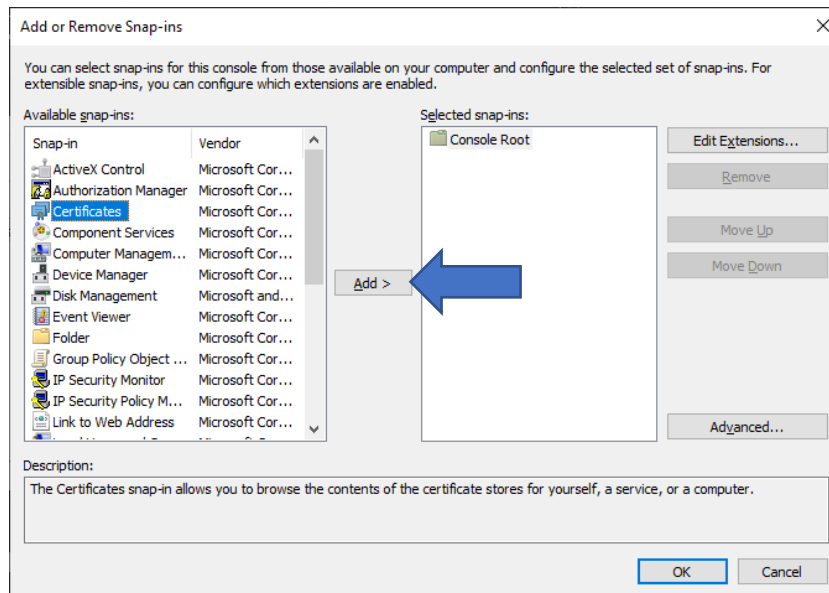 Add or Remove Snap-ins
You can select snap-ins for this console from those available on your computer and configure the selected set of snap-ins. For
extensible snap-ins, you can configure which extensions are enabled.
Available snap-ins:
Snap-in Vendor
ActiveX Control Microsoft Cor...
Authorization Manager Microsoft Cor...
Certificates Microsoft Cor...
Component Services Microsoft Cor...
Computer Managem... Microsoft Cor...
Device Manager Microsoft Cor...
Disk Management Microsoft and...
Event Viewer Microsoft Cor...
Folder Microsoft Cor...
Group Policy Object ... Microsoft Cor...
IP Security Monitor Microsoft Cor...
IP Security Policy M... Microsoft Cor...
Link to Web Address Microsoft Cor...
Add >
Selected snap-ins:
Console Root
Edit Extensions...
Remove
Move Up
Move Down
Advanced...
Description:
The Certificates snap-in allows you to browse the contents of the certificate stores for yourself, a service, or a computer.
OK
Cancel